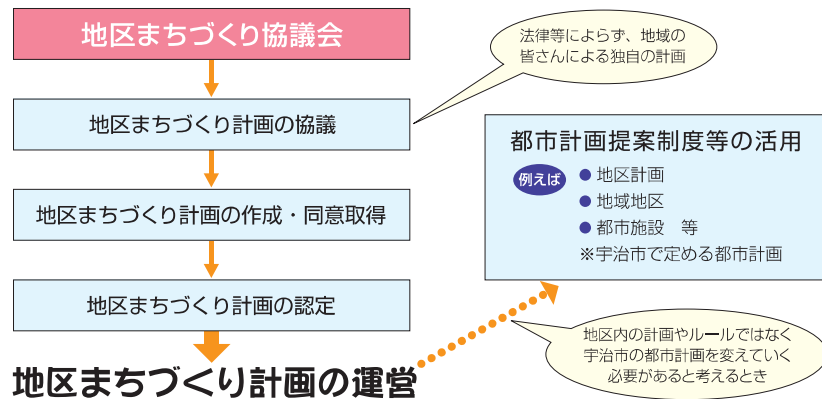 地区まちづくり協議会
法律等によらず、地域の
皆さんによる独自の計画
地区まちづくり計画の協議
地区まちづくり計画の作成・同意取得
地区まちづくり計画の認定
地区まちづくり計画の運営
都市計画提案制度等の活用
例えば
● 地区計画
● 地域地区
● 都市施設　等
※宇治市で定める都市計画
地区内の計画やルールではなく
宇治市の都市計画を変えていく
必要があると考えるとき